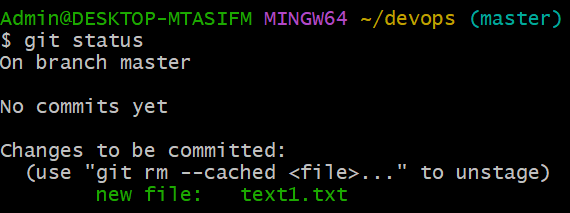 Admin@DESKTOP-MTASIFM MINGW64 ~/devops (master)
$ git status
On branch master

No commits yet

Changes to be committed:
  (use "git rm --cached <file>..." to unstage)
        new file:   text1.txt